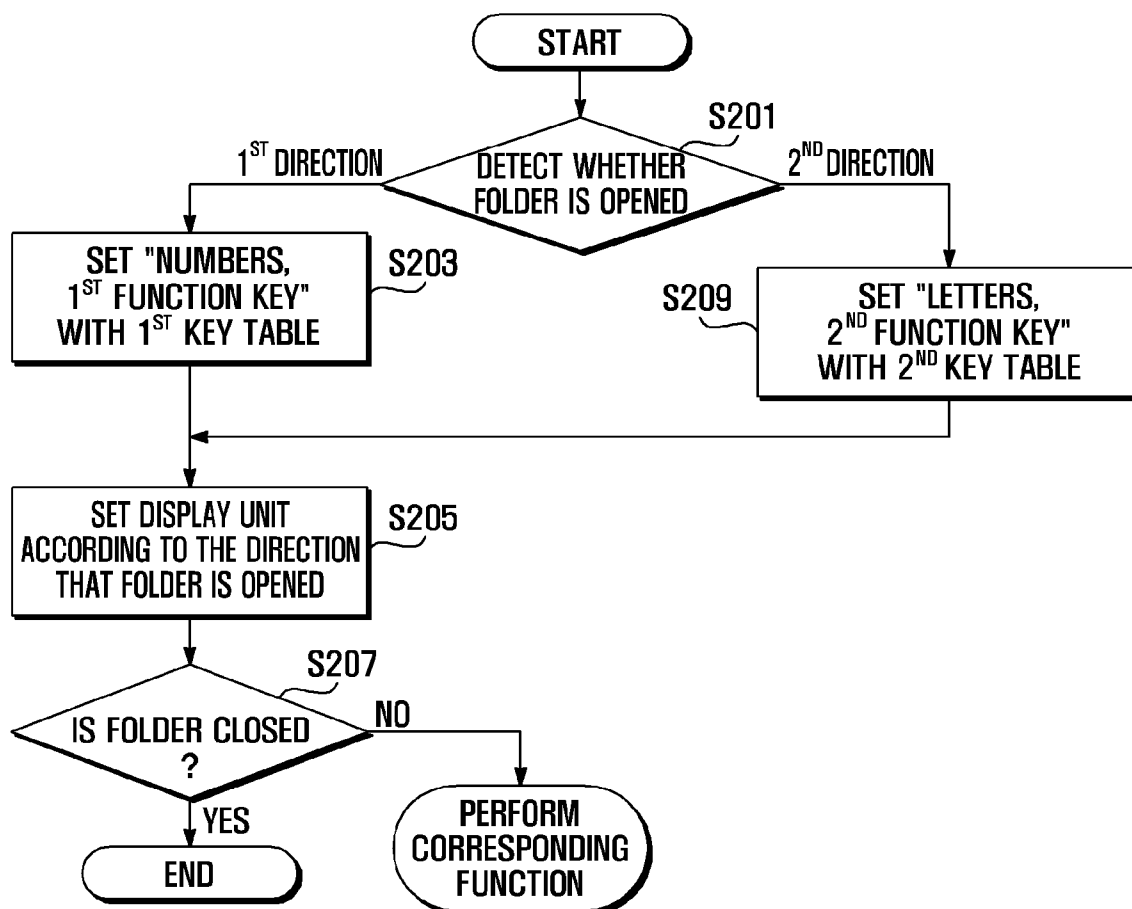 START
S201
1ST DIRECTION
2ND DIRECTION
DETECT WHETHER
FOLDER IS OPENED
SET "NUMBERS,
1ST FUNCTION KEY"
WITH 1ST KEY TABLE
S203
S209
SET "LETTERS,
2ND FUNCTION KEY"
WITH 2ND KEY TABLE
SET DISPLAY UNIT
ACCORDING TO THE DIRECTION
THAT FOLDER IS OPENED
S205
S207
IS FOLDER CLOSED
?
NO
YES
END
PERFORM
CORRESPONDING
FUNCTION